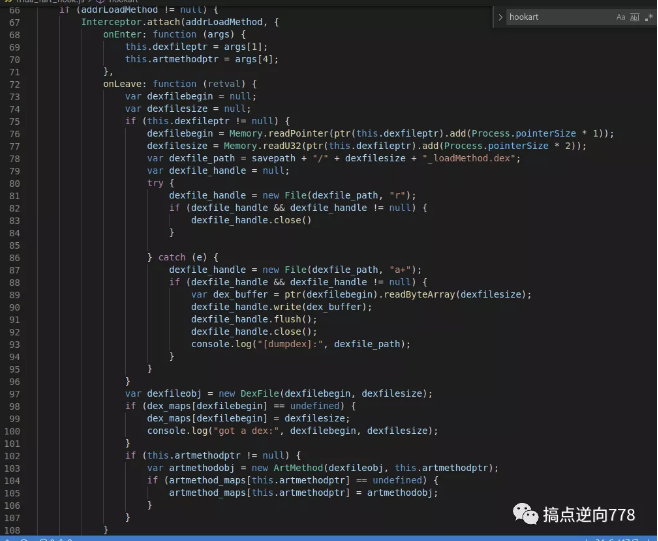 hookart
Aa
66 if (addrLoadMethod != null) {
67 Interceptor.attach(addrLoadMethod, {
68 onEnter: function (args) {
69 this.dexfileptr = args[1];
70 this.artmethodptr = args[4];
71 },
72 onLeave: function (retval) {
73 var dexfilebegin = null;
74 var dexfilesize = null;
75 if (this.dexfileptr != null) {
76 dexfilebegin = Memory.readPointer(ptr(this.dexfileptr).add(Process.pointerSize * 1));
77 dexfilesize = Memory.readU32(ptr(this.dexfileptr).add(Process.pointerSize * 2));
78 var dexfile_path = savepath + "/" + dexfilesize + "_loadMethod.dex";
79 var dexfile_handle = null;
80 try {
81 dexfile_handle = new File(dexfile_path, "r");
82 if (dexfile_handle && dexfile_handle != null) {
83 dexfile_handle.close()
84 }
85
86 } catch (e) {
87 dexfile_handle = new File(dexfile_path, "a+");
88 if (dexfile_handle && dexfile_handle != null) {
89 var dex_buffer = ptr(dexfilebegin).readByteArray(dexfilesize);
90 dexfile_handle.write(dex_buffer);
91 dexfile_handle.flush();
92 dexfile_handle.close();
93 console.log("[dumpdex]:", dexfile_path);
94 }
95 }
96 }
97 var dexfileobj = new DexFile(dexfilebegin, dexfilesize);
98 if (dex_maps[dexfilebegin] == undefined) {
99 dex_maps[dexfilebegin] = dexfilesize;
100 console.log("got a dex:", dexfilebegin, dexfilesize);
101 }
102 if (this.artmethodptr != null) {
103 var artmethodobj = new ArtMethod(dexfileobj, this.artmethodptr);
104 if (artmethod_maps[this.artmethodptr] == undefined) {
105 artmethod_maps[this.artmethodptr] = artmethodobj;
106 }
107 }
108 }
搞点逆向778